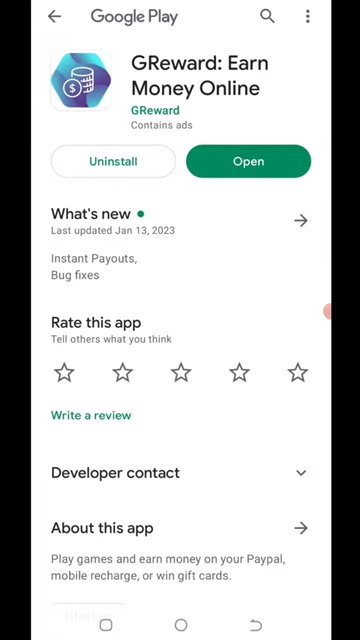 Google Play
GReward: Earn
Money Online
GReward
Contains ads
Uninstall
Open
What's new
Last updated Jan 13, 2023
Instant Payouts,
Bug fixes
Rate this app
Tell others what you think
Write a review
Developer contact
About this app
Play games and earn money on your Paypal,
mobile recharge, or win gift cards.